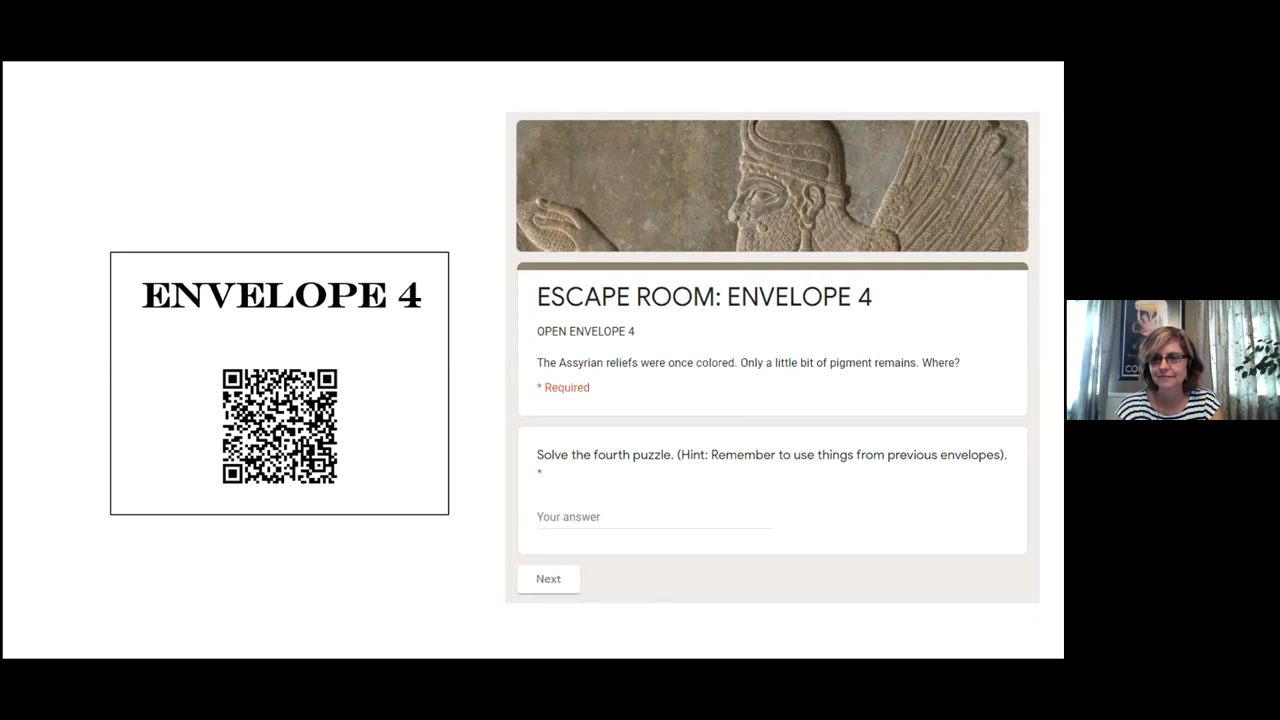 ENVELOPE 4
ESCAPE ROOM: ENVELOPE 4
OPEN ENVELOPE 4
The Assyrian reliefs were once colored. Only a little bit of pigment remains. Where?
* Required
Solve the fourth puzzle. (Hint: Remember to use things from previous envelopes).
*
Your answer
Next